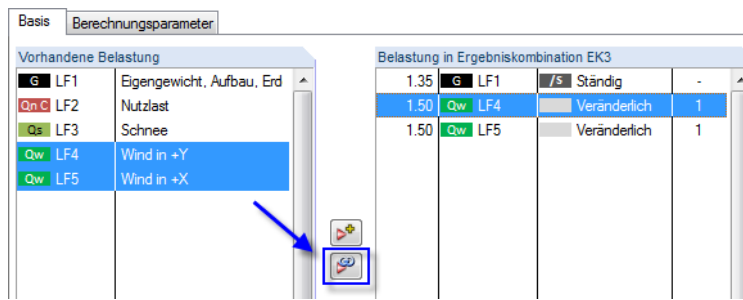 Basis Berechnungsparameter
Vorhandene Belastung
G LF1 Eigengewicht, Aufbau, Erd
Qn C LF2 Nutzlast
Qs LF3 Schnee
Qw LF4 Wind in +Y
Qw LF5 Wind in +X
Belastung in Ergebniskombination EK3
1.35 G LF1 /S Ständig -
1.50 Qw LF4 Veränderlich 1
1.50 Qw LF5 Veränderlich 1